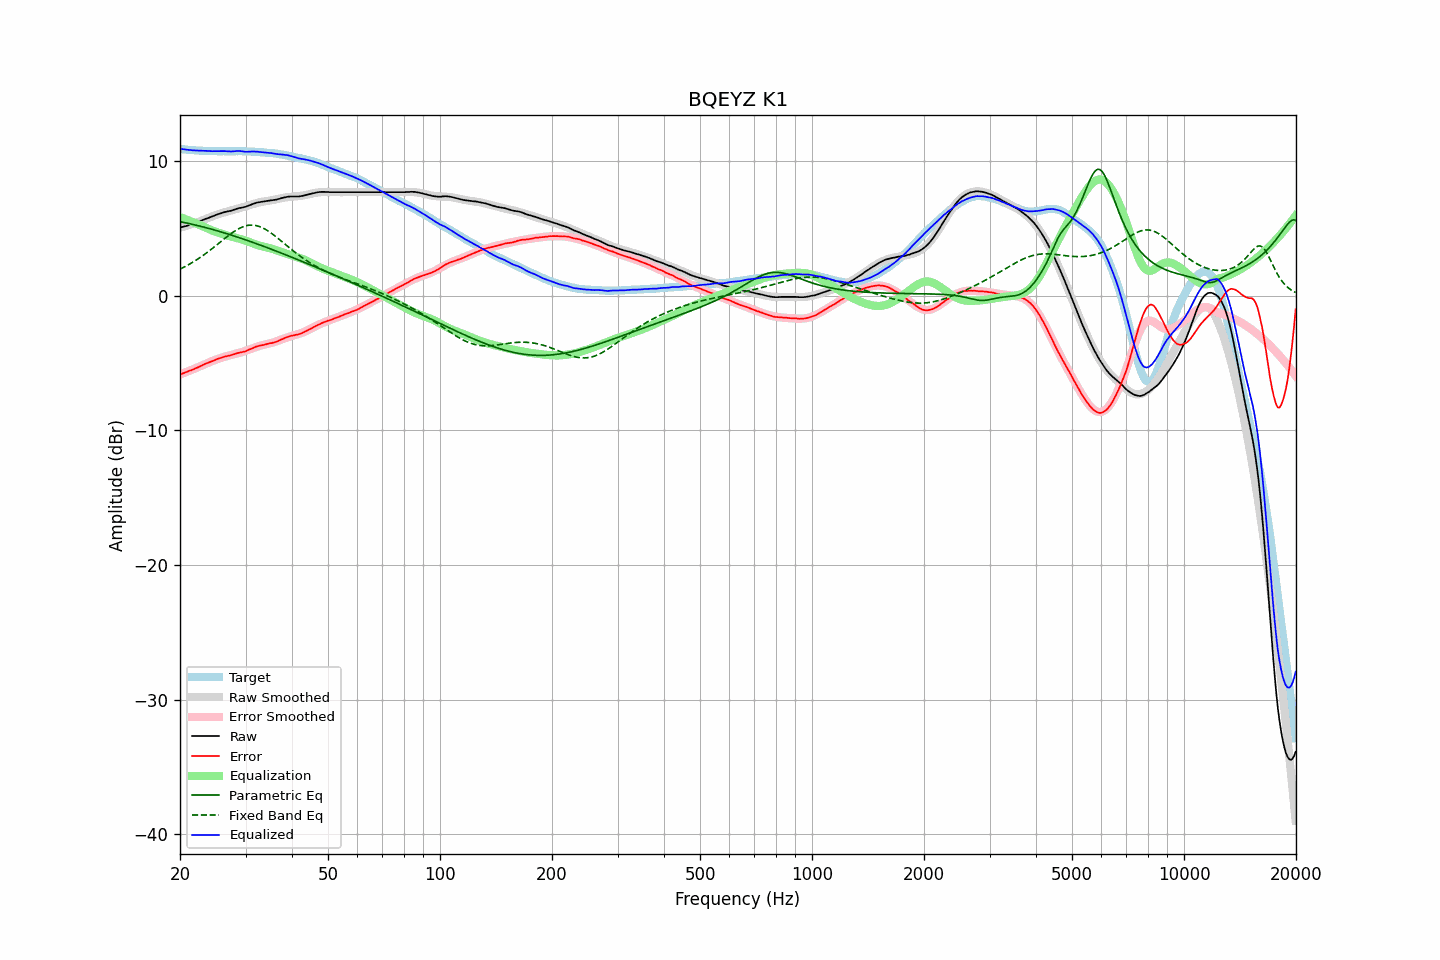 BQEYZ K1
Amplitude (dBr)
10
0
−10
−20
−30
−40
Target
Raw Smoothed
Error Smoothed
Raw
Error
Equalization
Parametric Eq
Fixed Band Eq
Equalized
20 50 100 200 500 1000 2000 5000 10000 20000
Frequency (Hz)